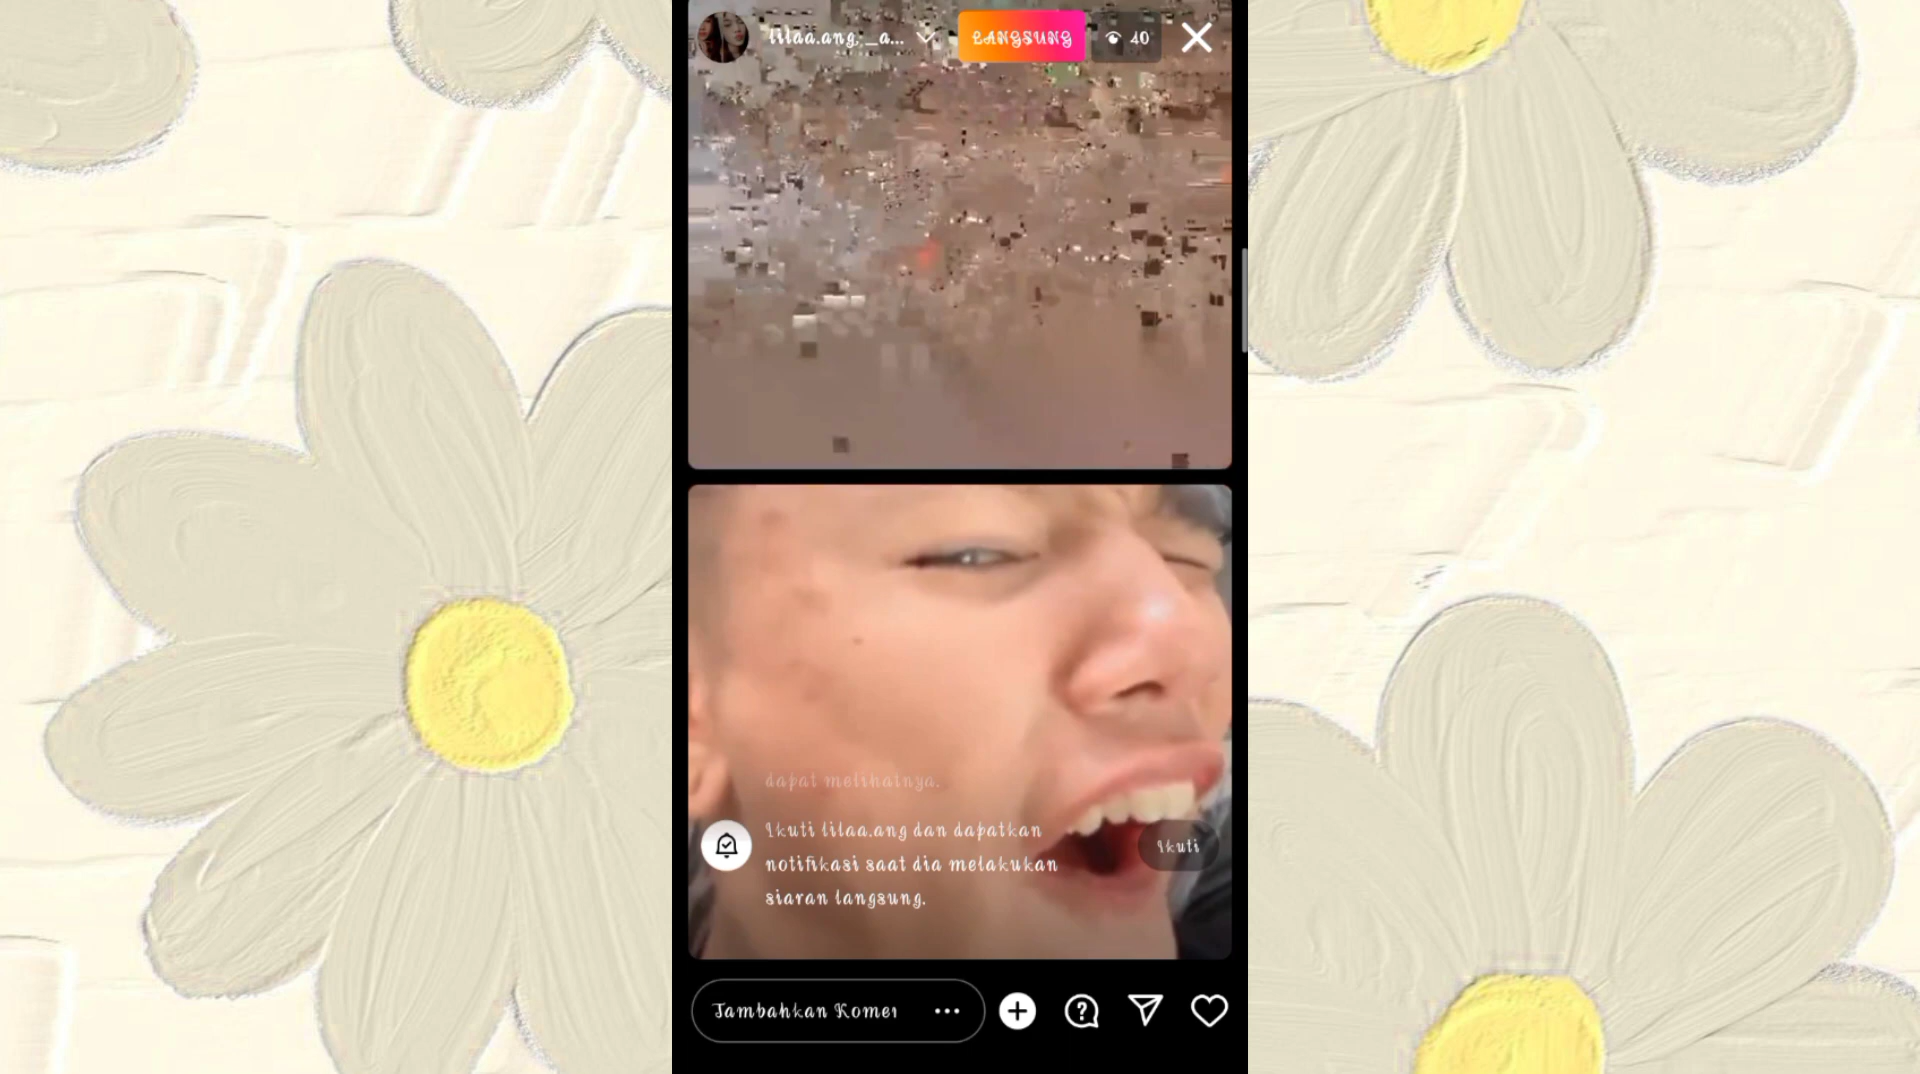 lilaa.ang, _a...
LANGSUNG
40
dapat melihatnya.
Ikuti lilaa.ang dan dapatkan
notifikasi saat dia melakukan
siaran langsung.
Ikuti
Tambahkan Komen